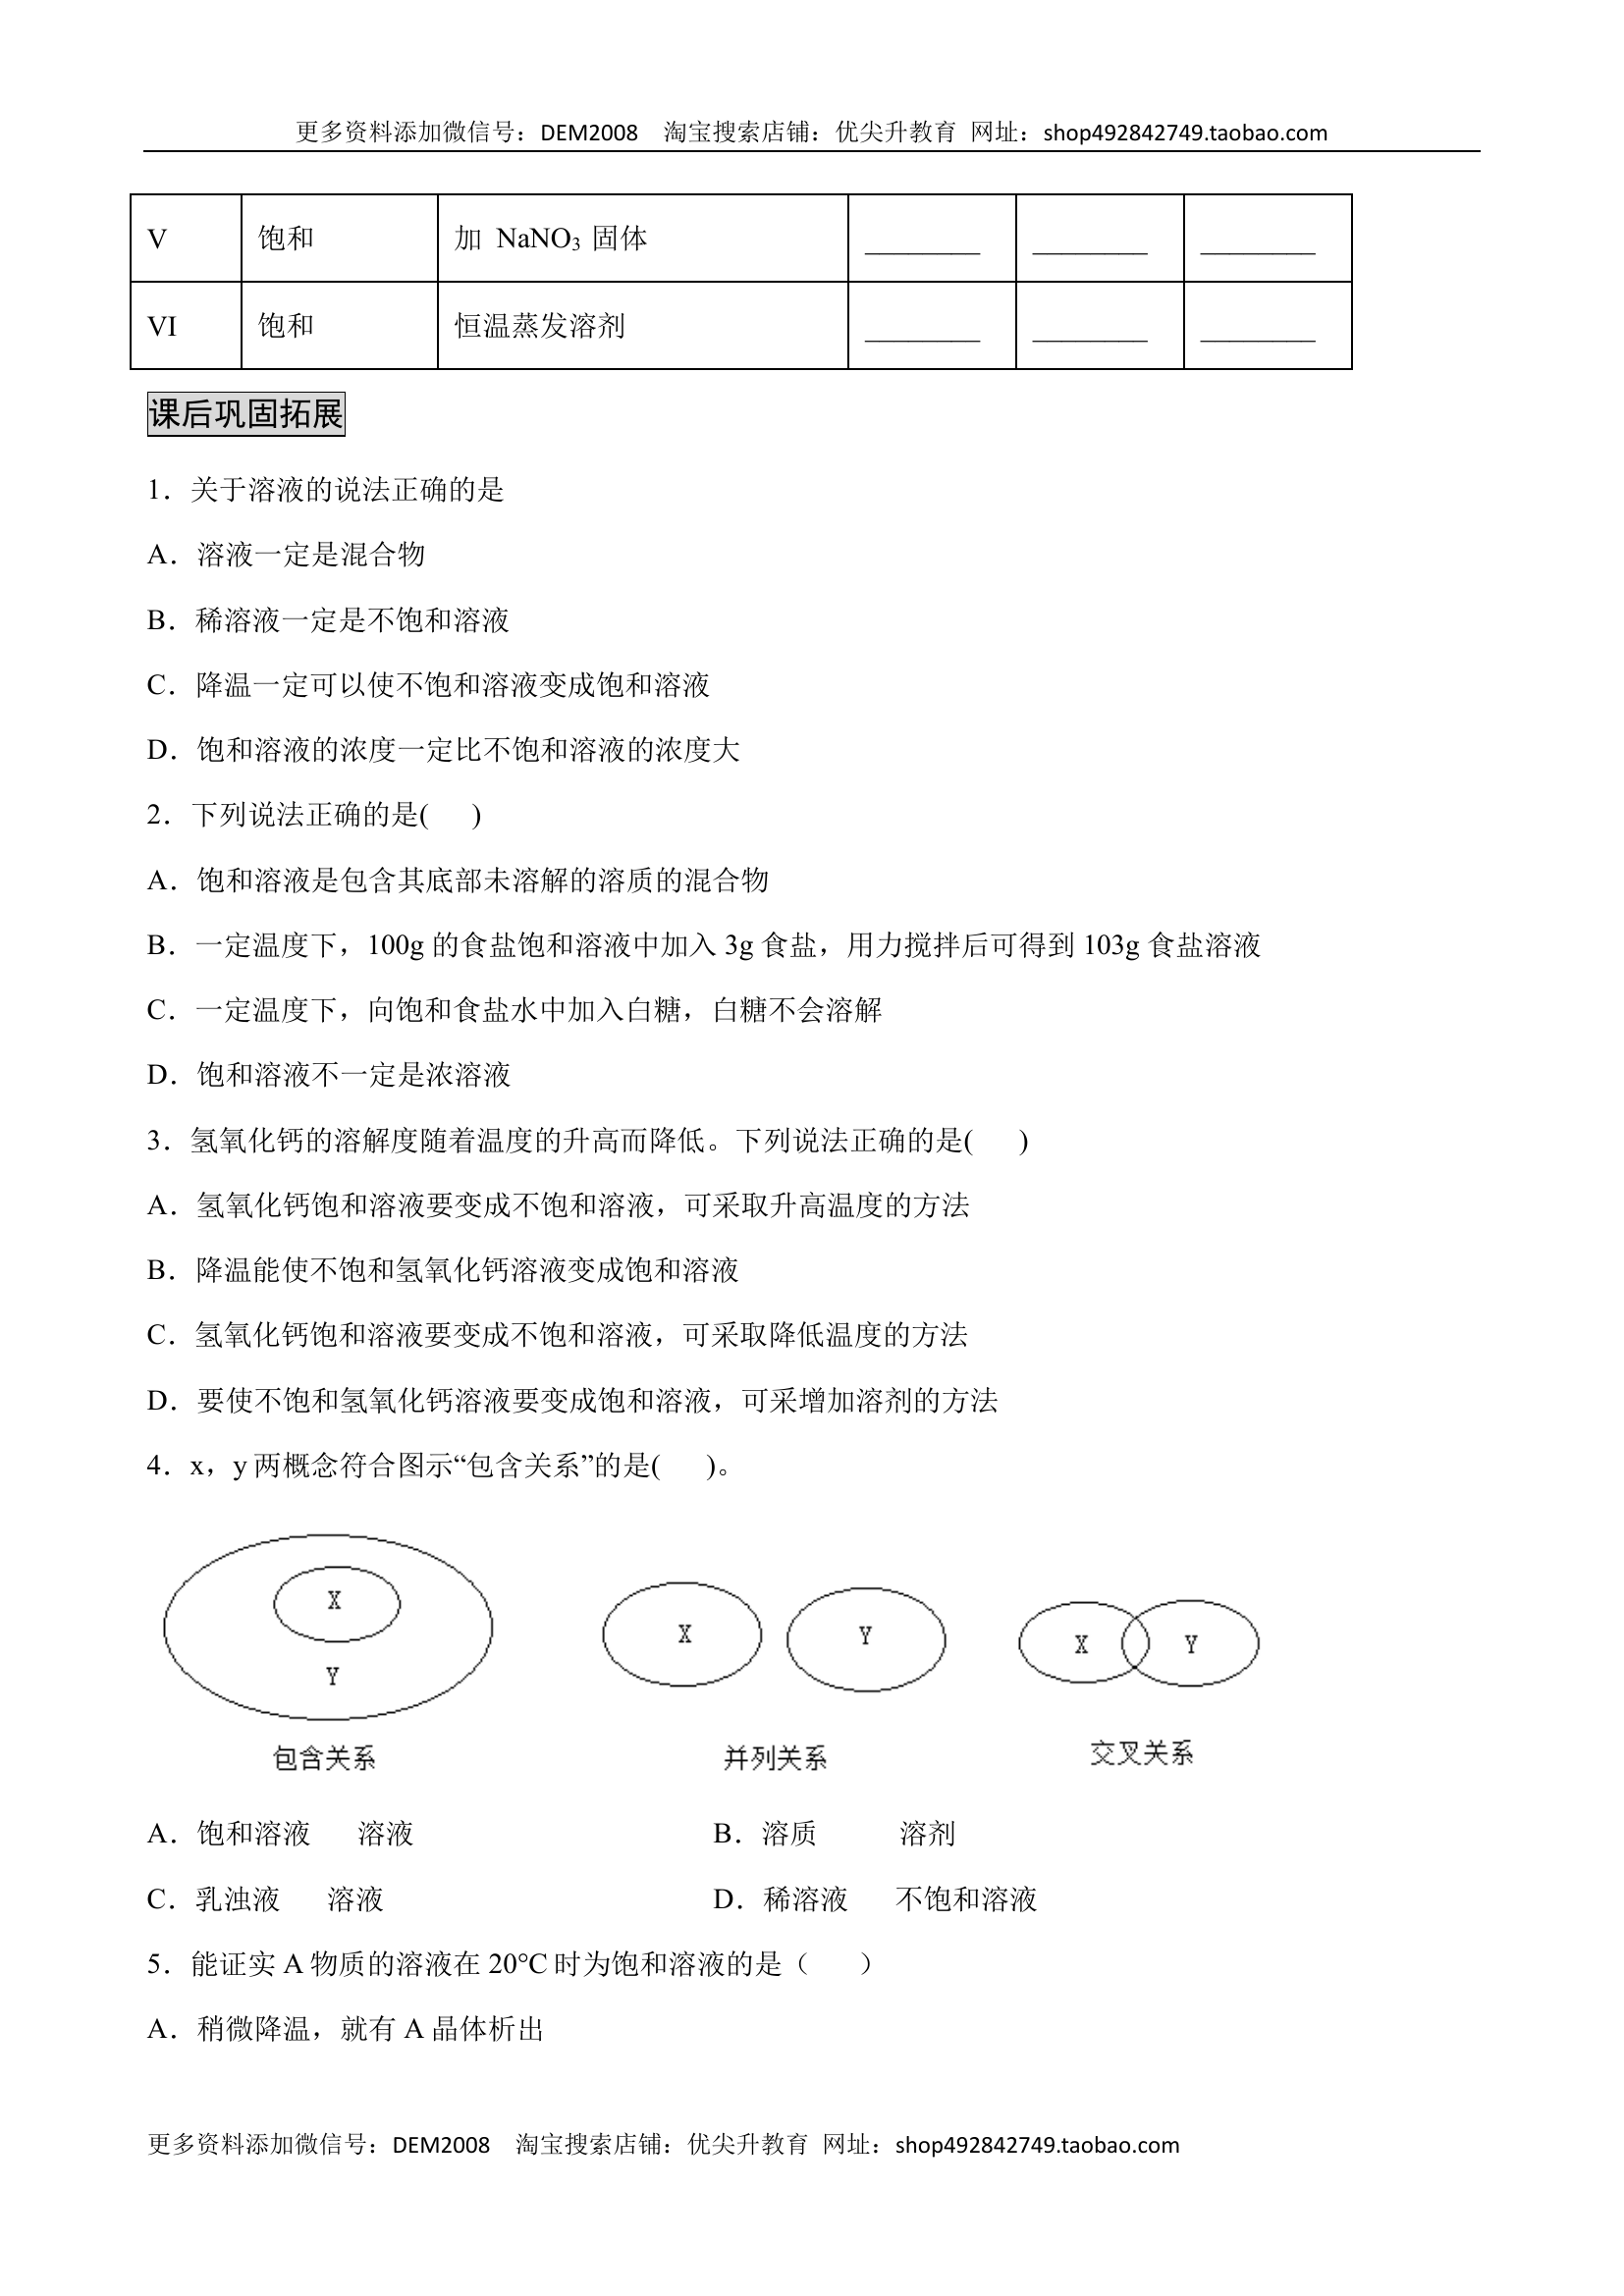 更多资料添加微信号：DEM2008 淘宝搜索店铺：优尖升教育 网址：shop492842749.taobao.com
V 饱和 加 NaNO₃ 固体 ________ ________ ________
VI 饱和 恒温蒸发溶剂 ________ ________ ________
课后巩固拓展
1．关于溶液的说法正确的是
A．溶液一定是混合物
B．稀溶液一定是不饱和溶液
C．降温一定可以使不饱和溶液变成饱和溶液
D．饱和溶液的浓度一定比不饱和溶液的浓度大
2．下列说法正确的是( )
A．饱和溶液是包含其底部未溶解的溶质的混合物
B．一定温度下，100g 的食盐饱和溶液中加入 3g 食盐，用力搅拌后可得到 103g 食盐溶液
C．一定温度下，向饱和食盐水中加入白糖，白糖不会溶解
D．饱和溶液不一定是浓溶液
3．氢氧化钙的溶解度随着温度的升高而降低。下列说法正确的是( )
A．氢氧化钙饱和溶液要变成不饱和溶液，可采取升高温度的方法
B．降温能使不饱和氢氧化钙溶液变成饱和溶液
C．氢氧化钙饱和溶液要变成不饱和溶液，可采取降低温度的方法
D．要使不饱和氢氧化钙溶液要变成饱和溶液，可采增加溶剂的方法
4．x，y 两概念符合图示“包含关系”的是( )。
X
Y
包含关系
X Y
并列关系
X Y
交叉关系
A．饱和溶液 溶液 B．溶质 溶剂
C．乳浊液 溶液 D．稀溶液 不饱和溶液
5．能证实 A 物质的溶液在 20°C 时为饱和溶液的是（ ）
A．稍微降温，就有 A 晶体析出
更多资料添加微信号：DEM2008 淘宝搜索店铺：优尖升教育 网址：shop492842749.taobao.com